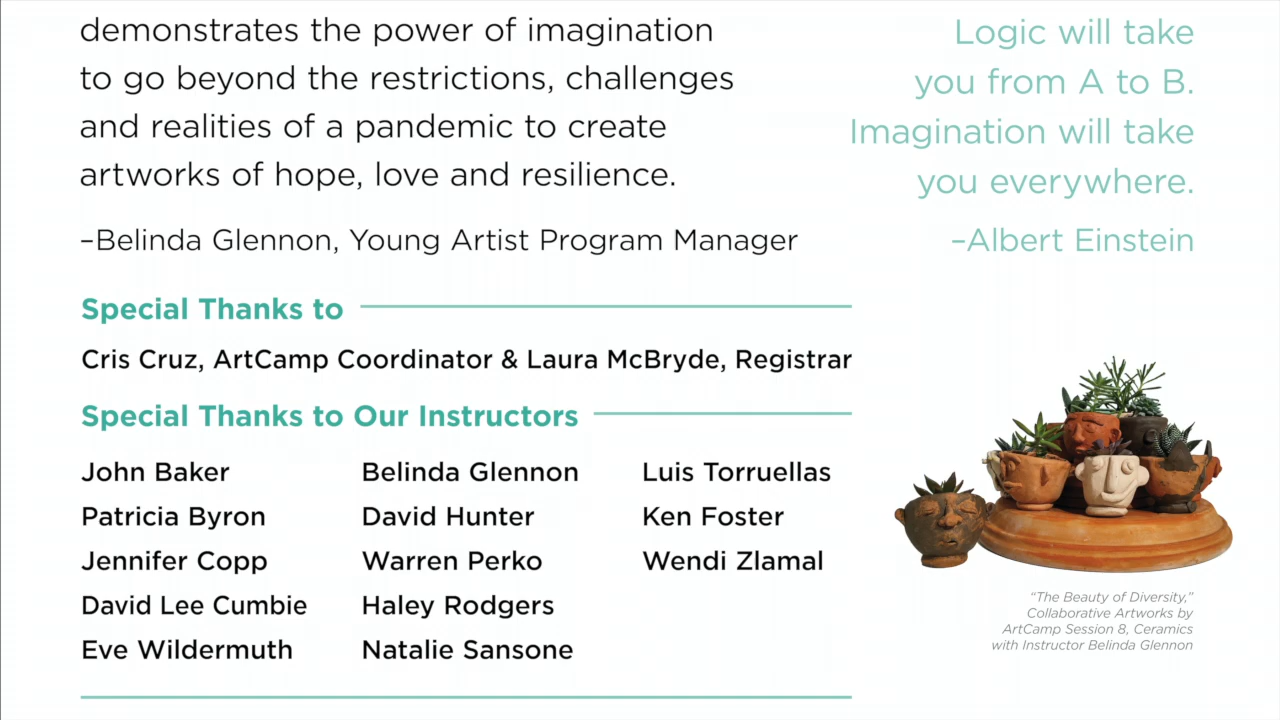 demonstrates the power of imagination
to go beyond the restrictions, challenges
and realities of a pandemic to create
artworks of hope, love and resilience.
–Belinda Glennon, Young Artist Program Manager
Logic will take
you from A to B.
Imagination will take
you everywhere.
–Albert Einstein
Special Thanks to
Cris Cruz, ArtCamp Coordinator & Laura McBryde, Registrar
Special Thanks to Our Instructors
John Baker
Patricia Byron
Jennifer Copp
David Lee Cumbie
Eve Wildermuth
Belinda Glennon
David Hunter
Warren Perko
Haley Rodgers
Natalie Sansone
Luis Torruellas
Ken Foster
Wendi Zlamal
“The Beauty of Diversity,”
Collaborative Artworks by
ArtCamp Session 8, Ceramics
with Instructor Belinda Glennon